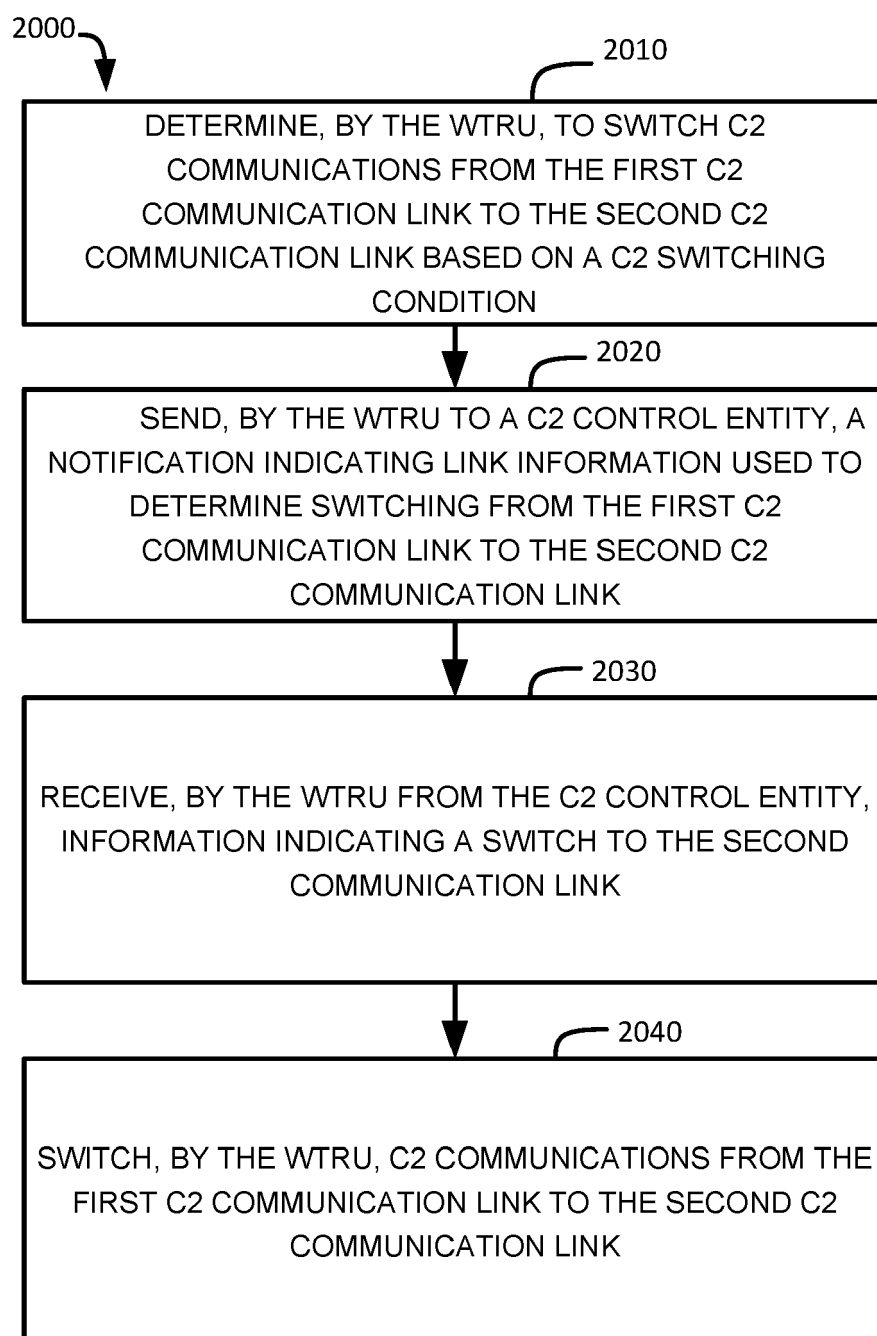 2000
2010
DETERMINE, BY THE WTRU, TO SWITCH C2
COMMUNICATIONS FROM THE FIRST C2
COMMUNICATION LINK TO THE SECOND C2
COMMUNICATION LINK BASED ON A C2 SWITCHING
CONDITION
2020
SEND, BY THE WTRU TO A C2 CONTROL ENTITY, A
NOTIFICATION INDICATING LINK INFORMATION USED TO
DETERMINE SWITCHING FROM THE FIRST C2
COMMUNICATION LINK TO THE SECOND C2
COMMUNICATION LINK
2030
RECEIVE, BY THE WTRU FROM THE C2 CONTROL ENTITY,
INFORMATION INDICATING A SWITCH TO THE SECOND
COMMUNICATION LINK
2040
SWITCH, BY THE WTRU, C2 COMMUNICATIONS FROM THE
FIRST C2 COMMUNICATION LINK TO THE SECOND C2
COMMUNICATION LINK